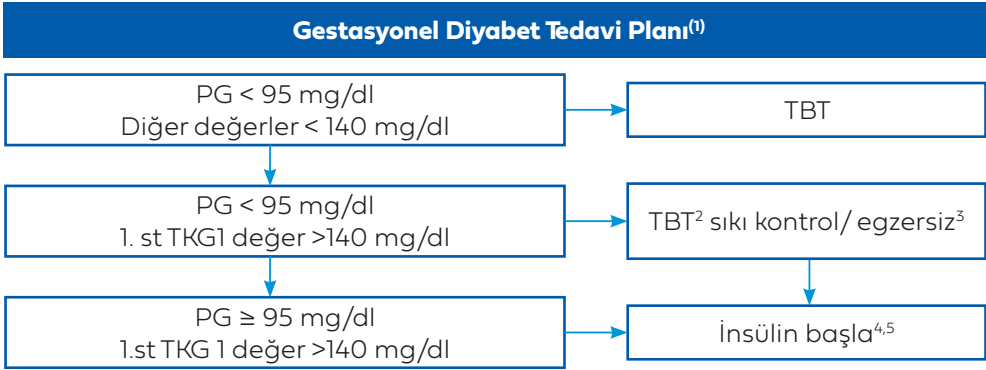 Gestasyonel Diyabet Tedavi Planı(1)
PG < 95 mg/dl
Diğer değerler < 140 mg/dl
TBT
PG < 95 mg/dl
1. st TKG1 değer >140 mg/dl
TBT² sıkı kontrol/ egzersiz³
PG ≥ 95 mg/dl
1.st TKG 1 değer >140 mg/dl
İnsülin başla⁴,⁵